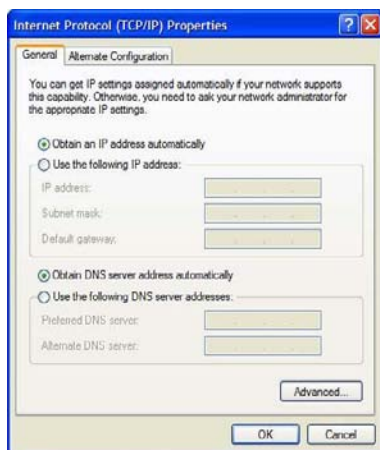 Internet Protocol (TCP/IP) Properties
General
Alternate Configuration
You can get IP settings assigned automatically if your network supports
this capability. Otherwise, you need to ask your network administrator for
the appropriate IP settings.
Obtain an IP address automatically
Use the following IP address:
IP address:
Subnet mask:
Default gateway:
Obtain DNS server address automatically
Use the following DNS server addresses:
Preferred DNS server:
Alternate DNS server:
Advanced...
OK
Cancel